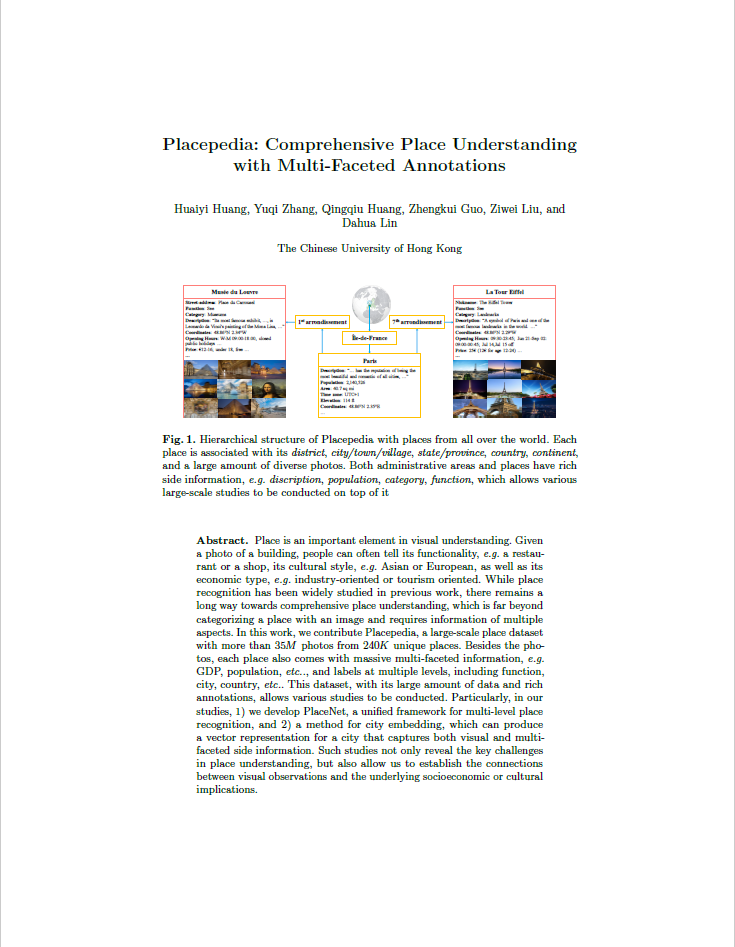 Placepedia: Comprehensive Place Understanding
with Multi-Faceted Annotations
Huaiyi Huang, Yuqi Zhang, Qingqiu Huang, Zhengkui Guo, Ziwei Liu, and
Dahua Lin
The Chinese University of Hong Kong
Musée du Louvre
Street address: Place du Carrousel
Function: See
Category: Museums
Description: "Its most famous exhibit, ..., is
Leonardo da Vinci's painting of the Mona Lisa, ..."
Coordinates: 48.86°N 2.34°W
Opening Hours: W-M 09:00-18:00, closed
public holidays ...
Price: €12-16, under 18, free ...
...
1st arrondissement
7th arrondissement
Île-de-France
Paris
Description: "... has the reputation of being the
most beautiful and romantic of all cities, ..."
Population: 2,140,526
Area: 40.7 sq mi
Time zone: UTC+1
Elevation: 114 ft
Coordinates: 48.86°N 2.35°E
...
La Tour Eiffel
Nickname: The Eiffel Tower
Function: See
Category: Landmarks
Description: "A symbol of Paris and one of the
most famous landmarks in the world. ..."
Coordinates: 48.86°N 2.29°W
Opening Hours: 09:30-23:45; Jun 21-Sep 02:
09:00-00:45; Jul 14,Jul 15 off
Price: 25€ (12€ for age 12-24) ...
...
Fig. 1. Hierarchical structure of Placepedia with places from all over the world. Each
place is associated with its district, city/town/village, state/province, country, continent,
and a large amount of diverse photos. Both administrative areas and places have rich
side information, e.g. discription, population, category, function, which allows various
large-scale studies to be conducted on top of it
Abstract. Place is an important element in visual understanding. Given
a photo of a building, people can often tell its functionality, e.g. a restau-
rant or a shop, its cultural style, e.g. Asian or European, as well as its
economic type, e.g. industry-oriented or tourism oriented. While place
recognition has been widely studied in previous work, there remains a
long way towards comprehensive place understanding, which is far beyond
categorizing a place with an image and requires information of multiple
aspects. In this work, we contribute Placepedia, a large-scale place dataset
with more than 35M photos from 240K unique places. Besides the pho-
tos, each place also comes with massive multi-faceted information, e.g.
GDP, population, etc.., and labels at multiple levels, including function,
city, country, etc.. This dataset, with its large amount of data and rich
annotations, allows various studies to be conducted. Particularly, in our
studies, 1) we develop PlaceNet, a unified framework for multi-level place
recognition, and 2) a method for city embedding, which can produce
a vector representation for a city that captures both visual and multi-
faceted side information. Such studies not only reveal the key challenges
in place understanding, but also allow us to establish the connections
between visual observations and the underlying socioeconomic or cultural
implications.